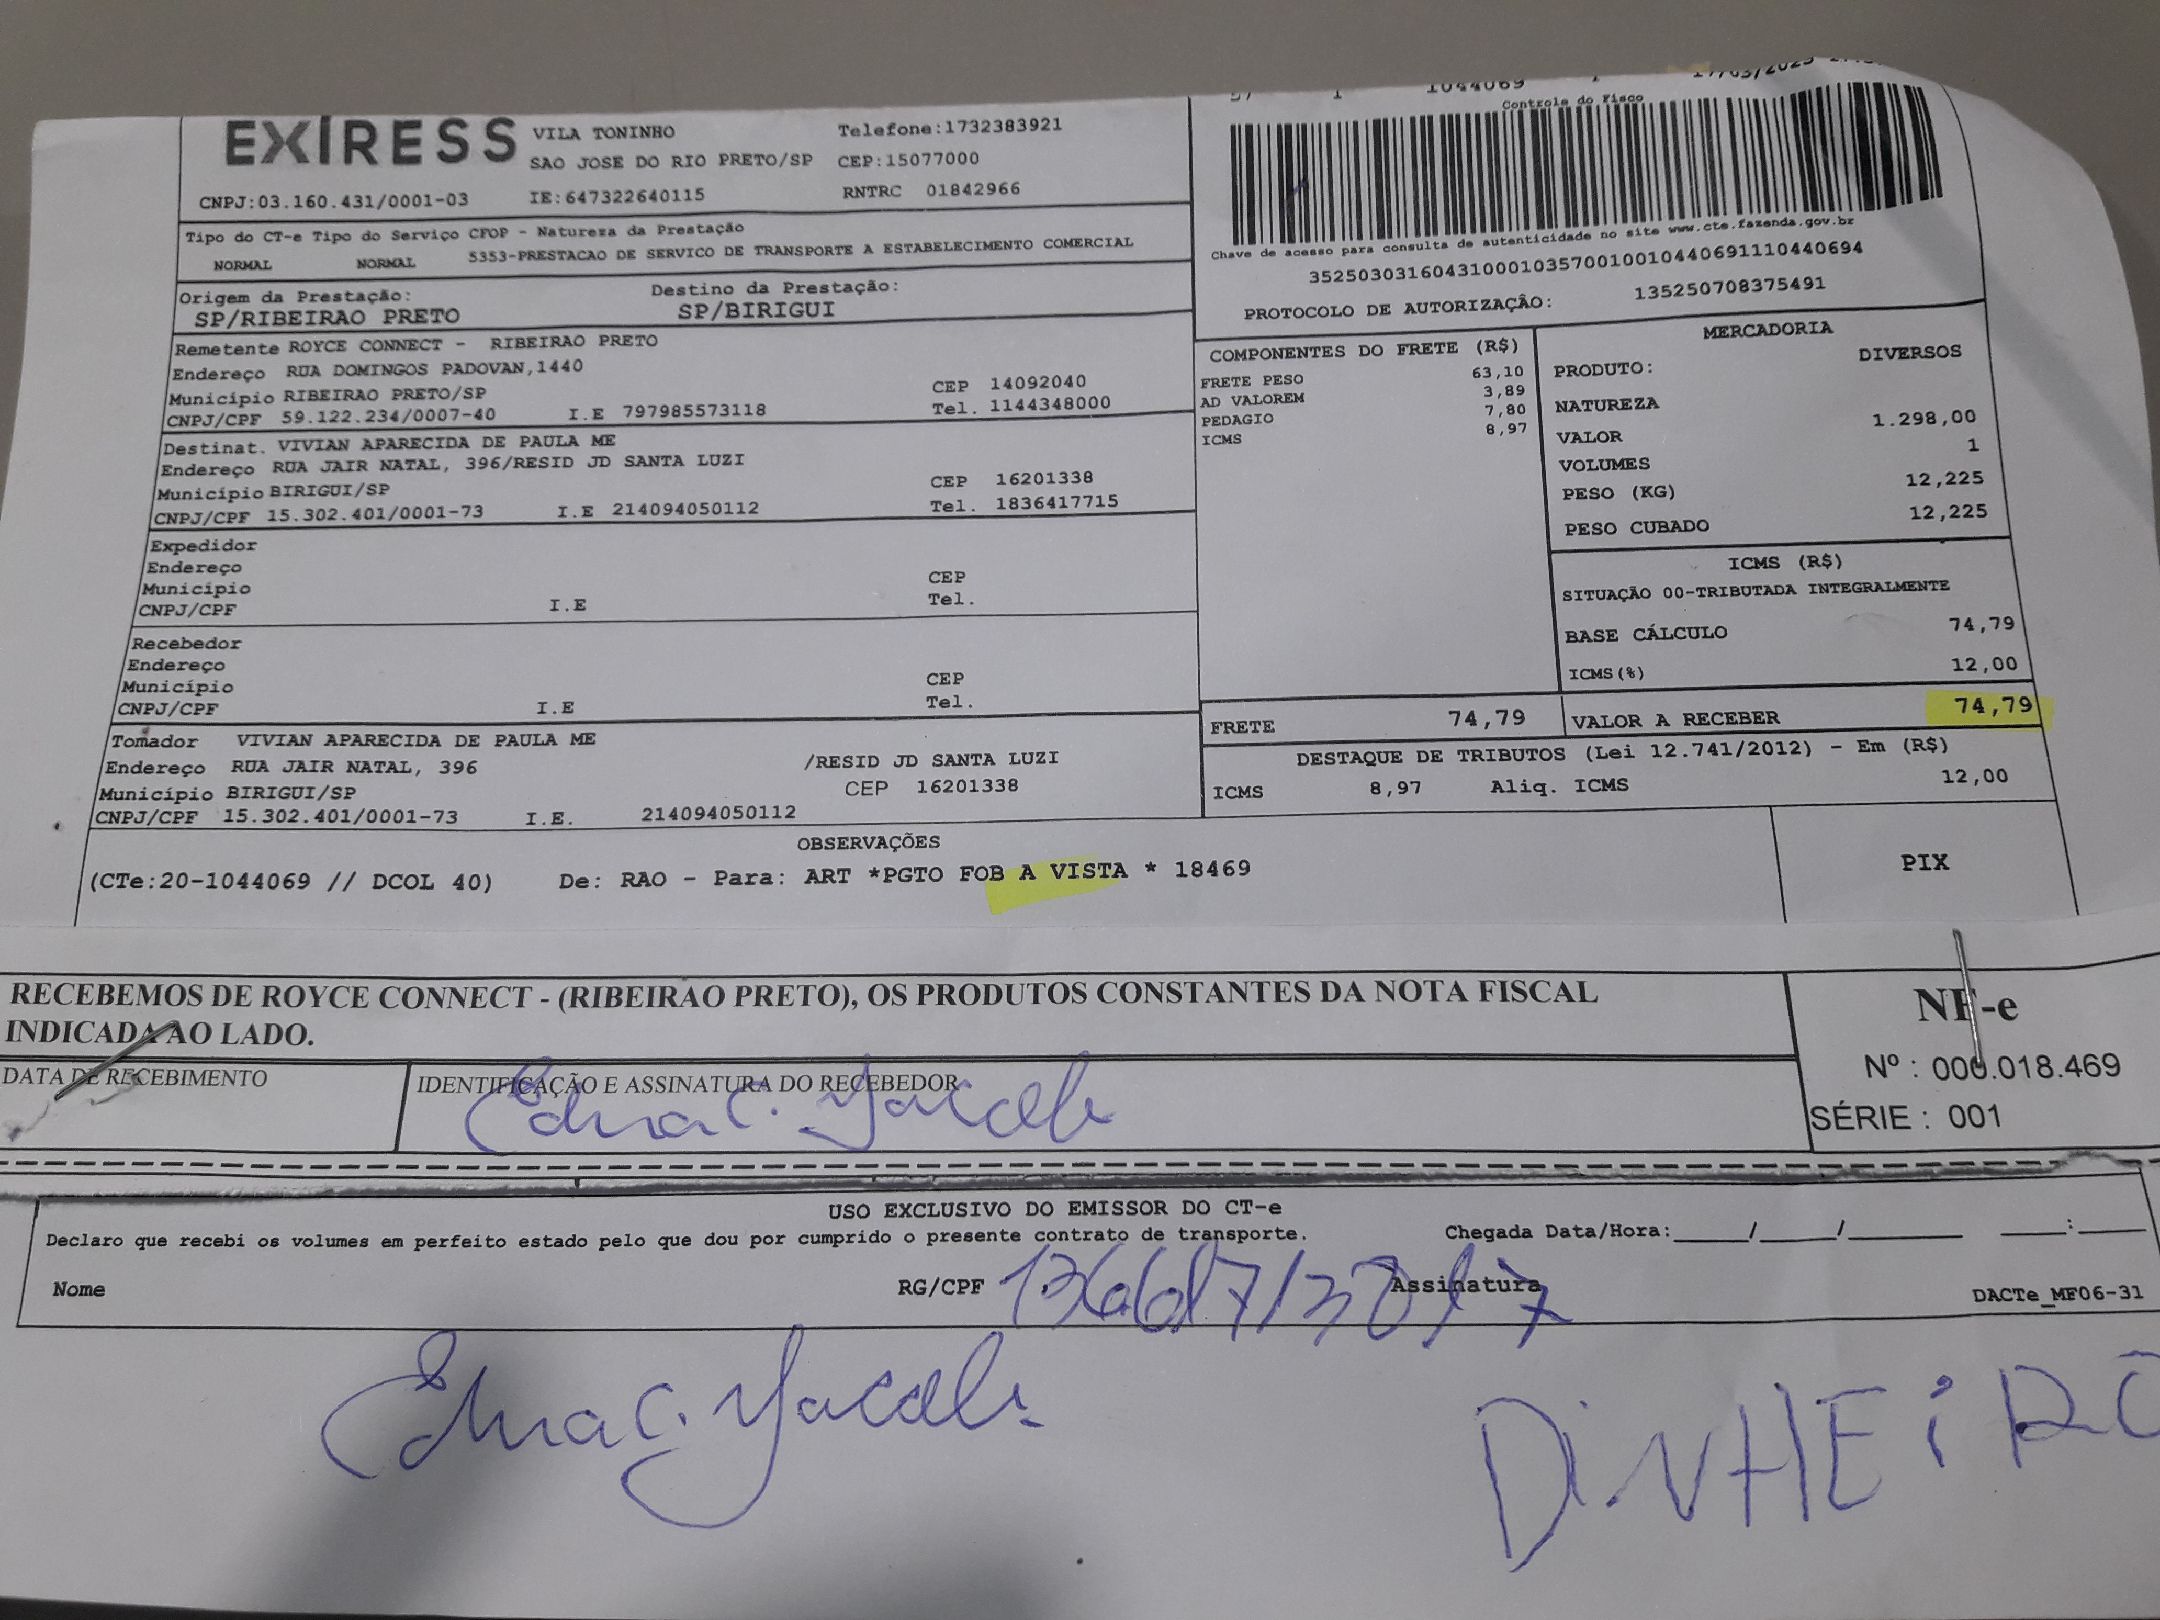 57 1 1044069 17/03/2025
Controle do Fisco
EXIRESS
VILA TONINHO Telefone:1732383921
SAO JOSE DO RIO PRETO/SP CEP:15077000
CNPJ:03.160.431/0001-03 IE:647322640115 RNTRC 01842966
Tipo do CT-e Tipo do Serviço CFOP - Natureza da Prestação
NORMAL NORMAL 5353-PRESTACAO DE SERVICO DE TRANSPORTE A ESTABELECIMENTO COMERCIAL
Chave de acesso para consulta de autenticidade no site www.cte.fazenda.gov.br
35250303160431000103570010010440691110440694
PROTOCOLO DE AUTORIZAÇÃO: 135250708375491
Origem da Prestação: Destino da Prestação:
SP/RIBEIRAO PRETO SP/BIRIGUI
Remetente ROYCE CONNECT - RIBEIRAO PRETO
Endereço RUA DOMINGOS PADOVAN,1440
Município RIBEIRAO PRETO/SP CEP 14092040
CNPJ/CPF 59.122.234/0007-40 I.E 797985573118 Tel. 1144348000
Destinat. VIVIAN APARECIDA DE PAULA ME
Endereço RUA JAIR NATAL, 396/RESID JD SANTA LUZI
Município BIRIGUI/SP CEP 16201338
CNPJ/CPF 15.302.401/0001-73 I.E 214094050112 Tel. 1836417715
Expedidor
Endereço
Município CEP
CNPJ/CPF I.E Tel.
Recebedor
Endereço
Município CEP
CNPJ/CPF I.E Tel.
Tomador VIVIAN APARECIDA DE PAULA ME
Endereço RUA JAIR NATAL, 396 /RESID JD SANTA LUZI
Município BIRIGUI/SP CEP 16201338
CNPJ/CPF 15.302.401/0001-73 I.E. 214094050112
COMPONENTES DO FRETE (R$)
FRETE PESO 63,10
AD VALOREM 3,89
PEDAGIO 7,80
ICMS 8,97
MERCADORIA
PRODUTO: DIVERSOS
NATUREZA
VALOR 1.298,00
VOLUMES 1
PESO (KG) 12,225
PESO CUBADO 12,225
ICMS (R$)
SITUAÇÃO 00-TRIBUTADA INTEGRALMENTE
BASE CÁLCULO 74,79
ICMS(%) 12,00
FRETE 74,79 VALOR A RECEBER 74,79
DESTAQUE DE TRIBUTOS (Lei 12.741/2012) - Em (R$)
ICMS 8,97 Aliq. ICMS 12,00
OBSERVAÇÕES
(CTe:20-1044069 // DCOL 40) De: RAO - Para: ART *PGTO FOB A VISTA * 18469
PIX
RECEBEMOS DE ROYCE CONNECT - (RIBEIRAO PRETO), OS PRODUTOS CONSTANTES DA NOTA FISCAL
INDICADA AO LADO.
NF-e
Nº : 000.018.469
SÉRIE : 001
DATA DE RECEBIMENTO IDENTIFICAÇÃO E ASSINATURA DO RECEBEDOR
USO EXCLUSIVO DO EMISSOR DO CT-e
Declaro que recebi os volumes em perfeito estado pelo que dou por cumprido o presente contrato de transporte. Chegada Data/Hora:____/____/______ ___:____
Nome RG/CPF Assinatura DACTe_MF06-31
DiNHEiRO